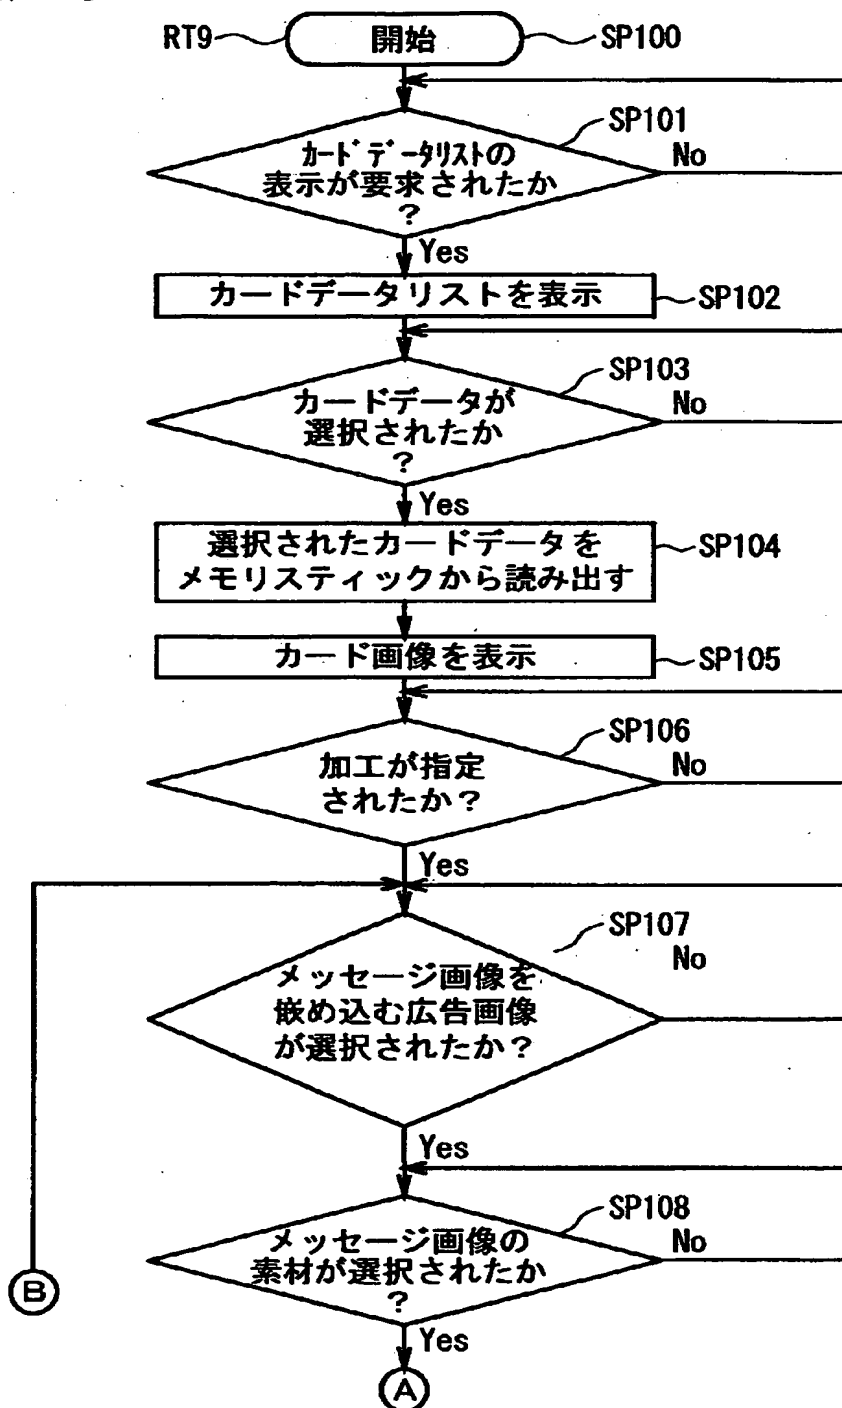 RT9 開始 SP100
SP101
カードデータリストの
表示が要求されたか
?
No
Yes
カードデータリストを表示 SP102
SP103
カードデータが
選択されたか
?
No
Yes
選択されたカードデータを
メモリスティックから読み出す
SP104
カード画像を表示 SP105
SP106
加工が指定
されたか?
No
Yes
SP107
メッセージ画像を
嵌め込む広告画像
が選択されたか?
No
Yes
SP108
メッセージ画像の
素材が選択されたか
?
No
Yes
B
A